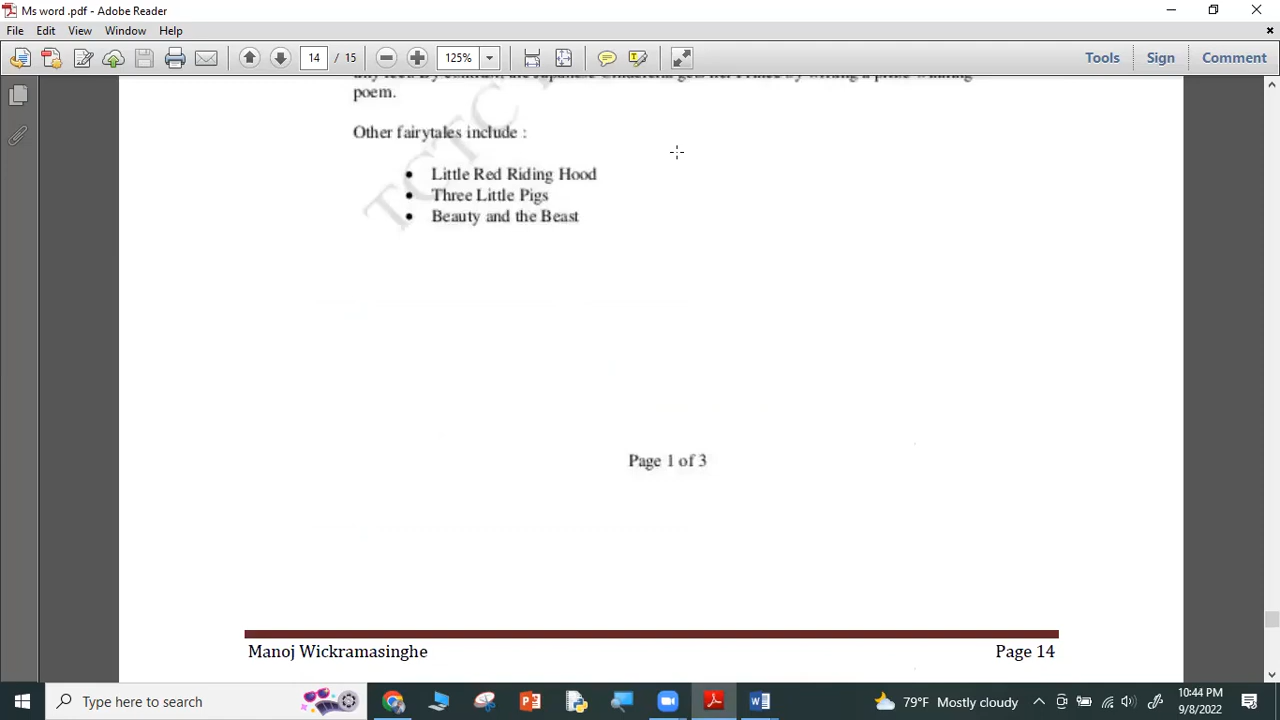 Ms word .pdf - Adobe Reader
File Edit View Window Help
14 / 15 125% Tools Sign Comment
poem.
Other fairytales include :
• Little Red Riding Hood
• Three Little Pigs
• Beauty and the Beast
TCTC
Page 1 of 3
Manoj Wickramasinghe Page 14
Type here to search
79°F Mostly cloudy
10:44 PM
9/8/2022